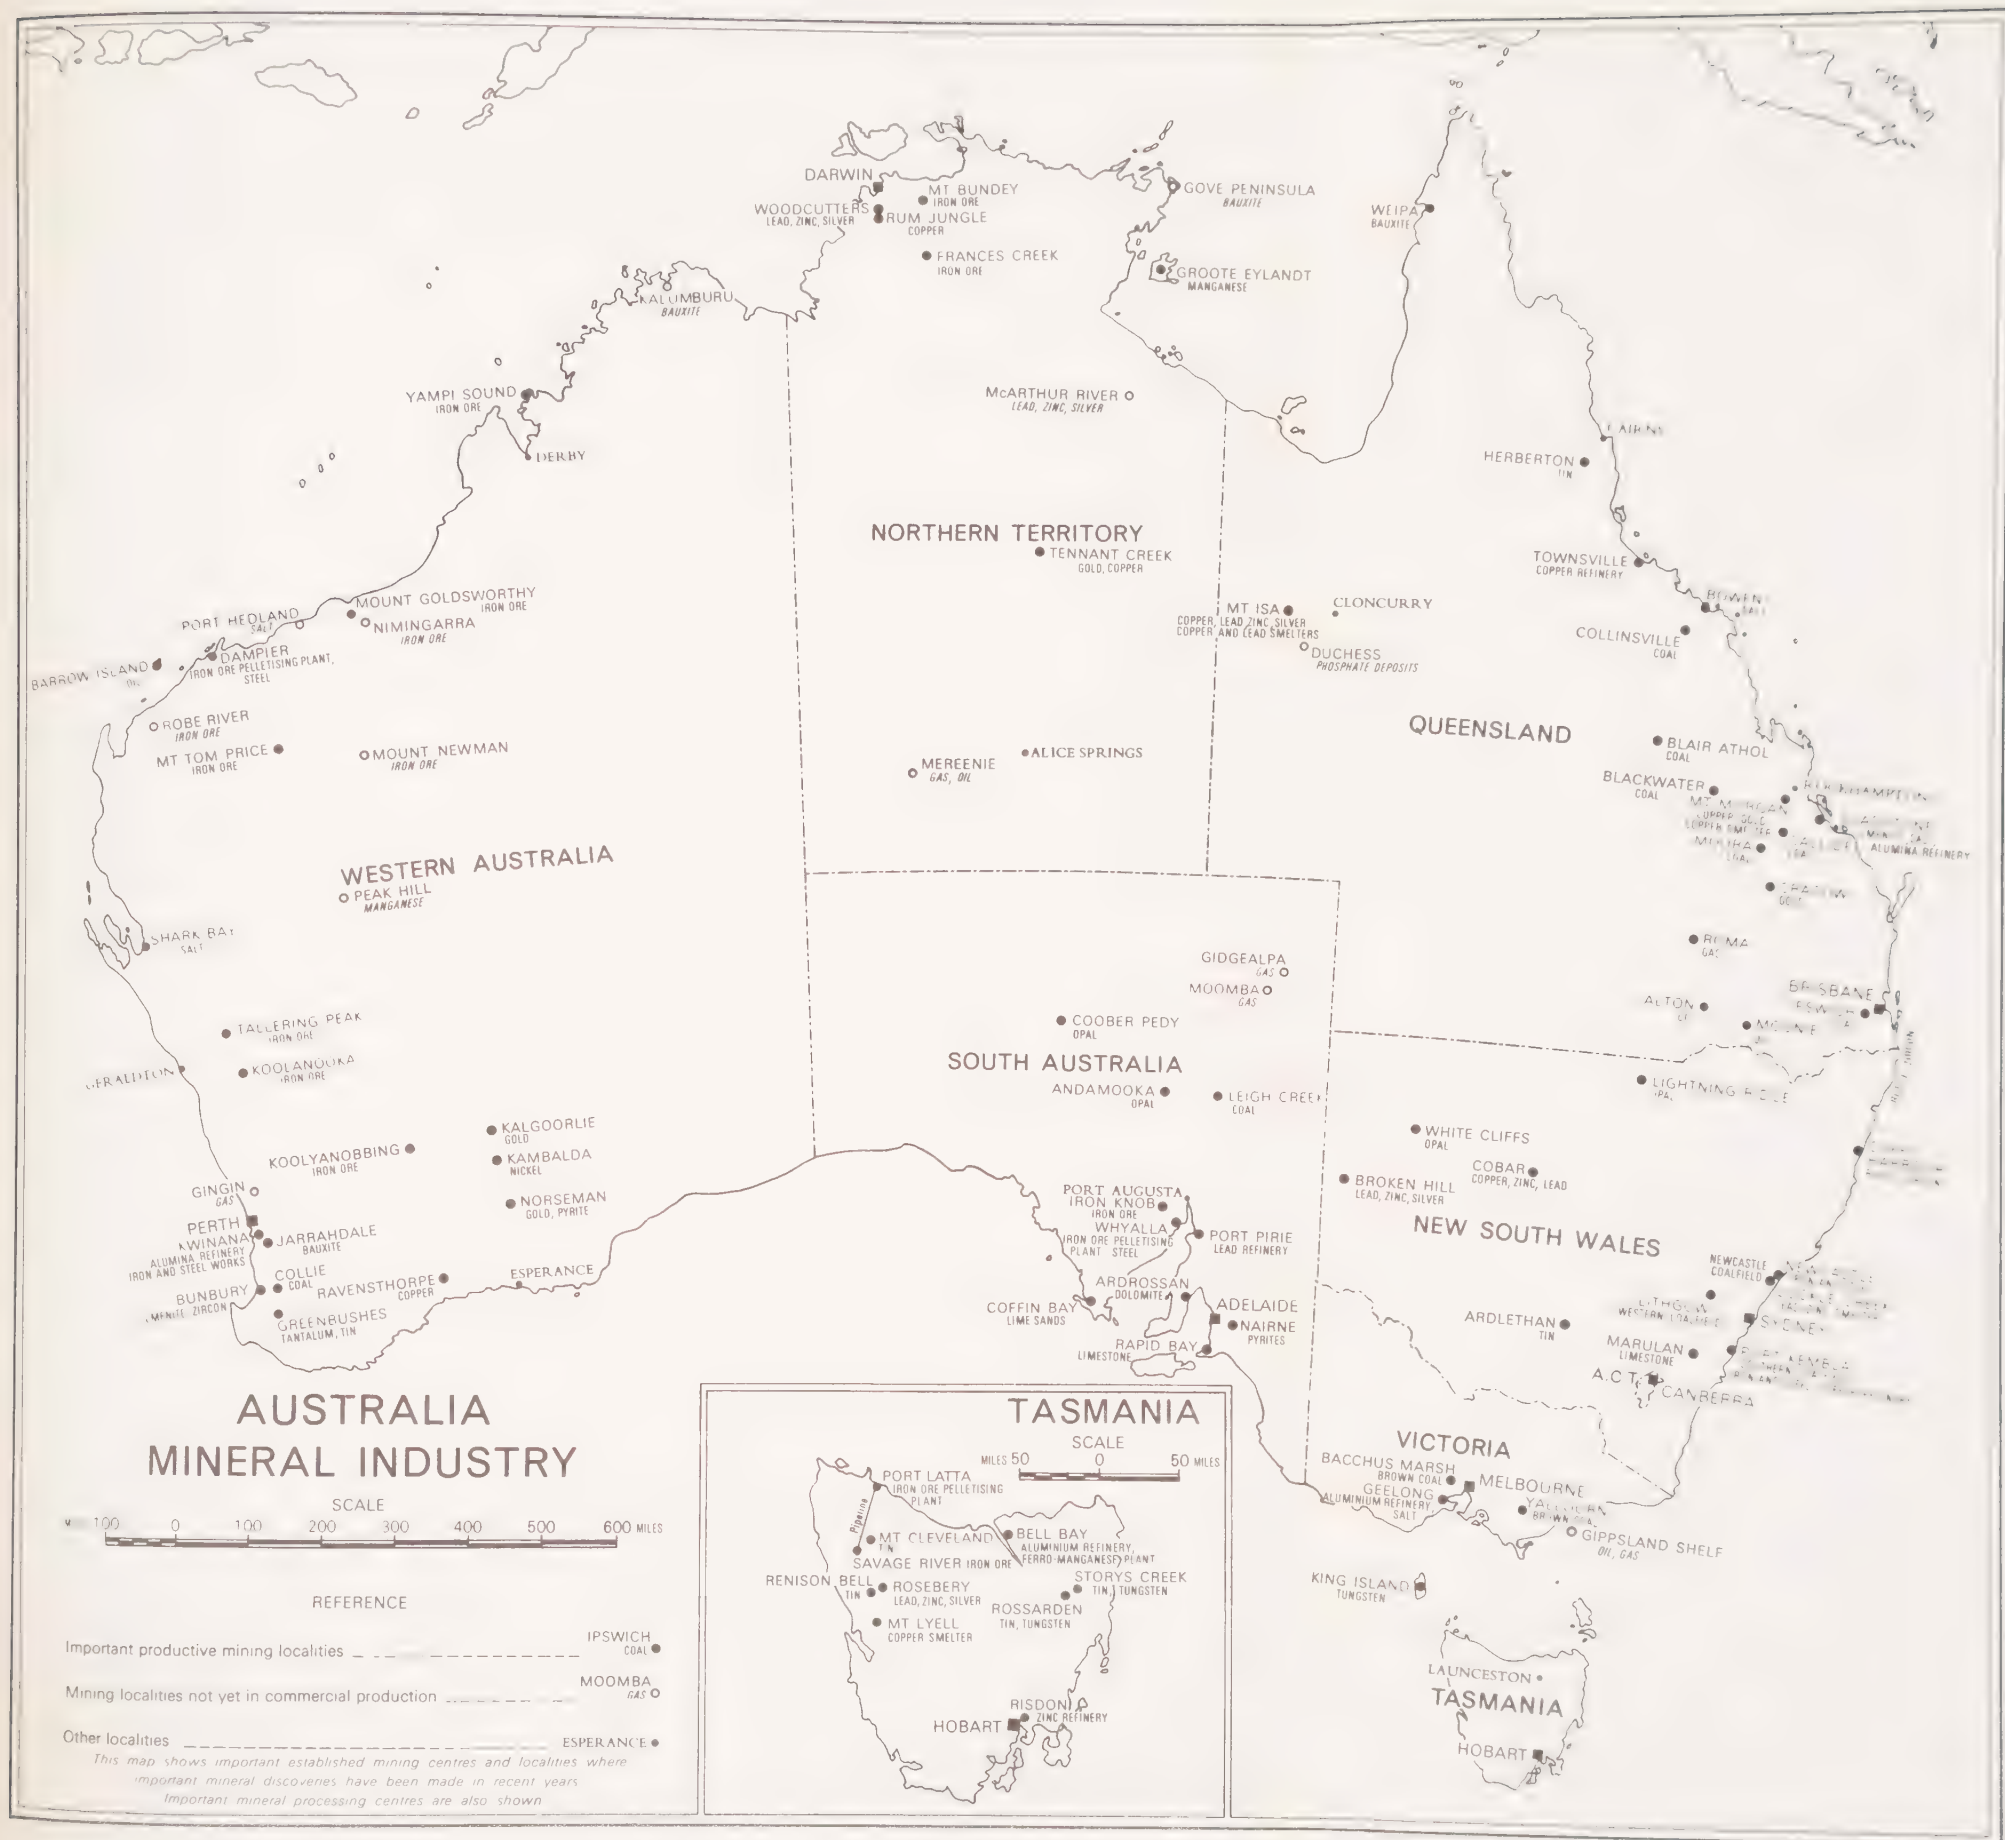 DARWIN
MT BUNDEY
IRON ORE
WOODCUTTERS
LEAD, ZINC, SILVER
RUM JUNGLE
COPPER
FRANCES CREEK
IRON ORE
GOVE PENINSULA
BAUXITE
GROOTE EYLANDT
MANGANESE
WEIPA
BAUXITE
KALUMBURU
BAUXITE
YAMPI SOUND
IRON ORE
DERBY
McARTHUR RIVER
LEAD, ZINC, SILVER
HERBERTON
TIN
NORTHERN TERRITORY
TENNANT CREEK
GOLD, COPPER
TOWNSVILLE
COPPER REFINERY
BOWEN
COLLINSVILLE
COAL
MT ISA
COPPER, LEAD ZINC, SILVER
COPPER AND LEAD SMELTERS
CLONCURRY
DUCHESS
PHOSPHATE DEPOSITS
MOUNT GOLDSWORTHY
IRON ORE
PORT HEDLAND
SALT
NIMINGARRA
IRON ORE
DAMPIER
IRON ORE PELLETISING PLANT,
STEEL
BARROW ISLAND
OIL
ROBE RIVER
IRON ORE
MT TOM PRICE
IRON ORE
MOUNT NEWMAN
IRON ORE
MEREENIE
GAS, OIL
ALICE SPRINGS
QUEENSLAND
BLAIR ATHOL
COAL
BLACKWATER
COAL
ALUMINA REFINERY
WESTERN AUSTRALIA
PEAK HILL
MANGANESE
SHARK BAY
SALT
ROMA
GAS
BRISBANE
ALTON
GIDGEALPA
GAS
MOOMBA
GAS
COOBER PEDY
OPAL
SOUTH AUSTRALIA
ANDAMOOKA
OPAL
LEIGH CREEK
COAL
TALLERING PEAK
IRON ORE
KOOLANOOKA
IRON ORE
KALGOORLIE
GOLD
KAMBALDA
NICKEL
KOOLYANOBBING
IRON ORE
NORSEMAN
GOLD, PYRITE
GINGIN
GAS
PERTH
KWINANA
ALUMINA REFINERY
IRON AND STEEL WORKS
JARRAHDALE
BAUXITE
COLLIE
COAL
BUNBURY
ZIRCON
RAVENSTHORPE
COPPER
ESPERANCE
GREENBUSHES
TANTALUM, TIN
LIGHTNING
WHITE CLIFFS
OPAL
COBAR
COPPER, ZINC, LEAD
BROKEN HILL
LEAD, ZINC, SILVER
NEW SOUTH WALES
PORT AUGUSTA
IRON KNOB
IRON ORE
WHYALLA
IRON ORE PELLETISING
PLANT STEEL
PORT PIRIE
LEAD REFINERY
ARDROSSAN
DOLOMITE
COFFIN BAY
LIME SANDS
ADELAIDE
NAIRNE
PYRITES
RAPID BAY
LIMESTONE
NEWCASTLE
COALFIELD
ARDLETHAN
TIN
SYDNEY
MARULAN
LIMESTONE
A.C.T.
CANBERRA
VICTORIA
BACCHUS MARSH
BROWN COAL
MELBOURNE
GEELONG
ALUMINIUM REFINERY,
SALT
GIPPSLAND SHELF
OIL, GAS
KING ISLAND
TUNGSTEN
LAUNCESTON
TASMANIA
HOBART
AUSTRALIA
MINERAL INDUSTRY
SCALE
100 0 100 200 300 400 500 600 MILES
REFERENCE
Important productive mining localities
IPSWICH
COAL
Mining localities not yet in commercial production
MOOMBA
GAS
Other localities
ESPERANCE
This map shows important established mining centres and localities where
important mineral discoveries have been made in recent years
Important mineral processing centres are also shown
TASMANIA
SCALE
MILES 50 0 50 MILES
PORT LATTA
IRON ORE PELLETISING
PLANT
Pipeline
MT CLEVELAND
TIN
SAVAGE RIVER IRON ORE
BELL BAY
ALUMINIUM REFINERY,
FERRO-MANGANESE PLANT
RENISON BELL
TIN
ROSEBERY
LEAD, ZINC, SILVER
STORYS CREEK
TIN, TUNGSTEN
ROSSARDEN
TIN, TUNGSTEN
MT LYELL
COPPER SMELTER
RISDON
ZINC REFINERY
HOBART